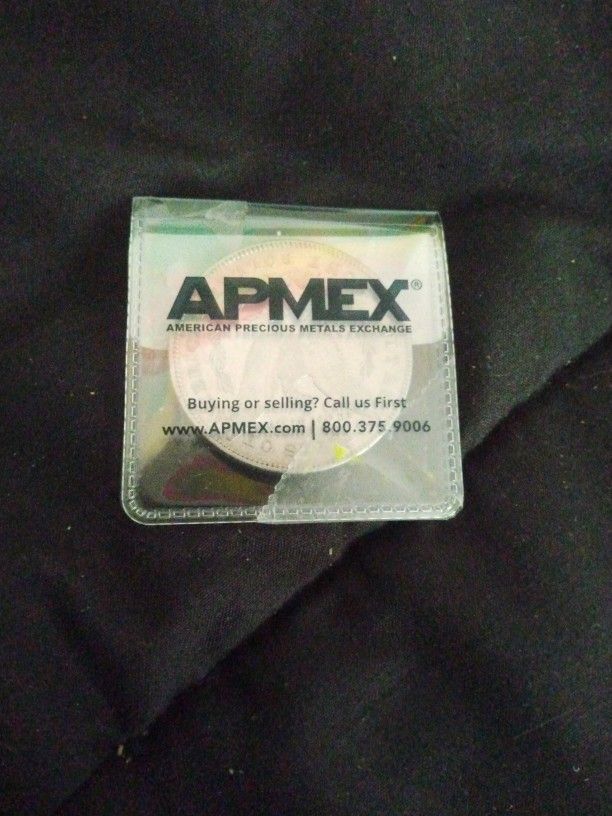 APMEX®
AMERICAN PRECIOUS METALS EXCHANGE
Buying or selling? Call us First
www.APMEX.com | 800.375.9006